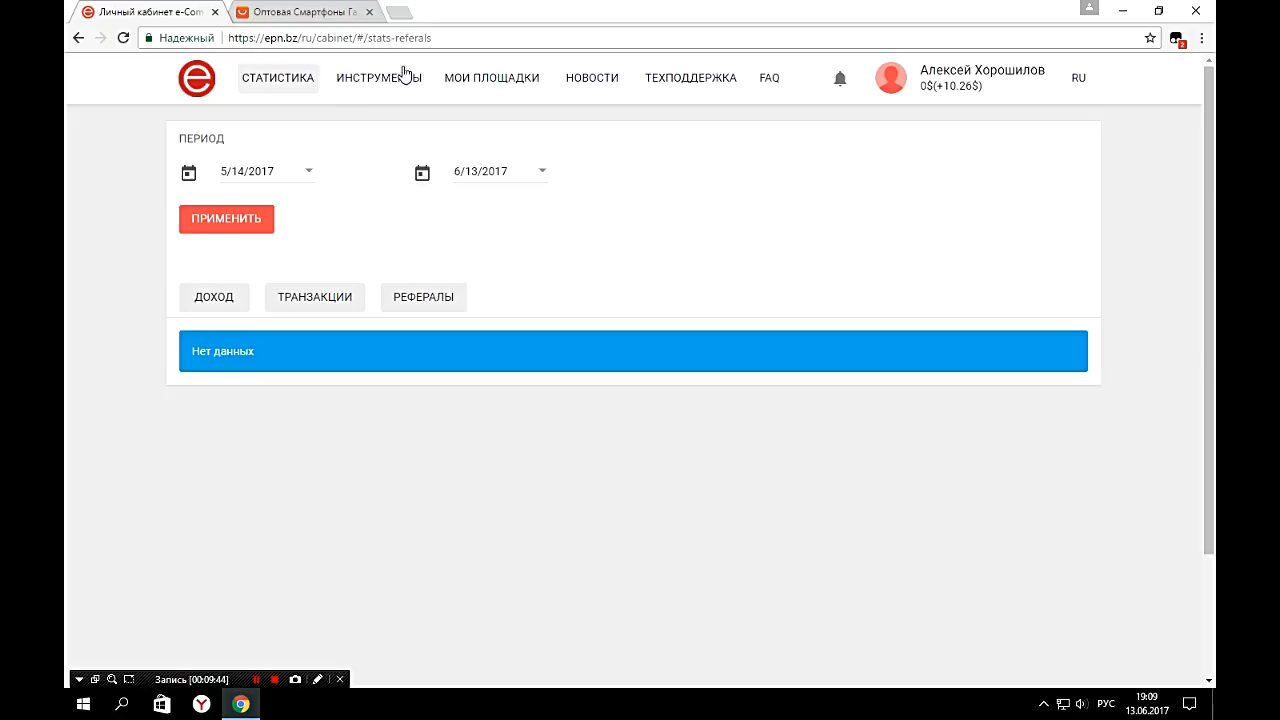 Личный кабинет e-Com
Оптовая Смартфоны Га
Надежный
https://epn.bz/ru/cabinet/#/stats-referals
2
e
СТАТИСТИКА
ИНСТРУМЕНТЫ
МОИ ПЛОЩАДКИ
НОВОСТИ
ТЕХПОДДЕРЖКА
FAQ
Алексей Хорошилов
0$(+10.26$)
RU
ПЕРИОД
5/14/2017
6/13/2017
ПРИМЕНИТЬ
ДОХОД
ТРАНЗАКЦИИ
РЕФЕРАЛЫ
Нет данных
Запись [00:09:44]
РУС
19:09
13.06.2017